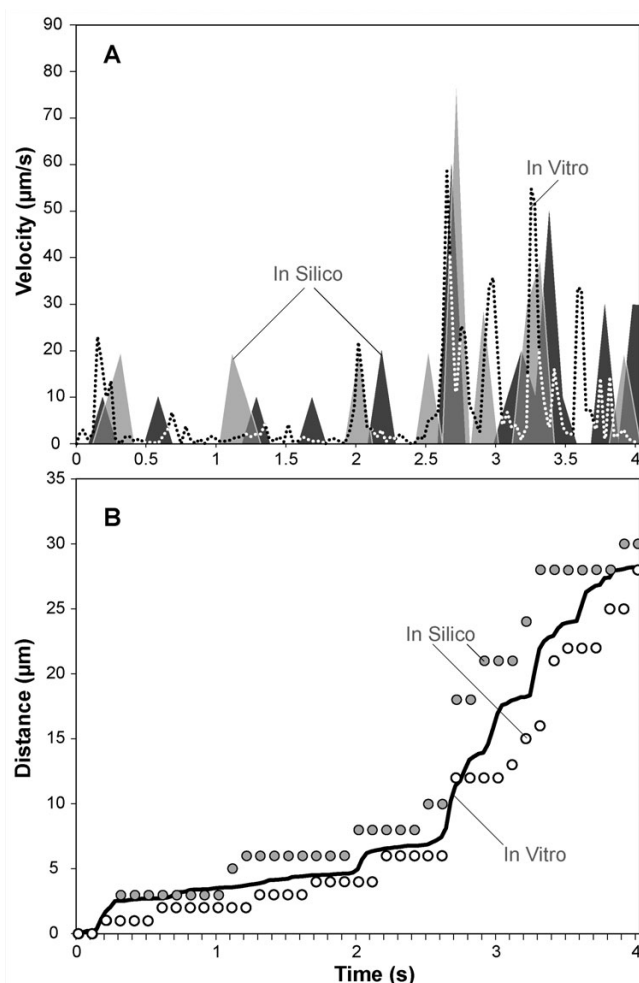 A
Velocity (µm/s)
90
80
70
60
50
40
30
20
10
0
In Vitro
In Silico
0 0.5 1 1.5 2 2.5 3 3.5 4
B
Distance (µm)
35
30
25
20
15
10
5
0
In Silico
In Vitro
0 1 2 3 4
Time (s)